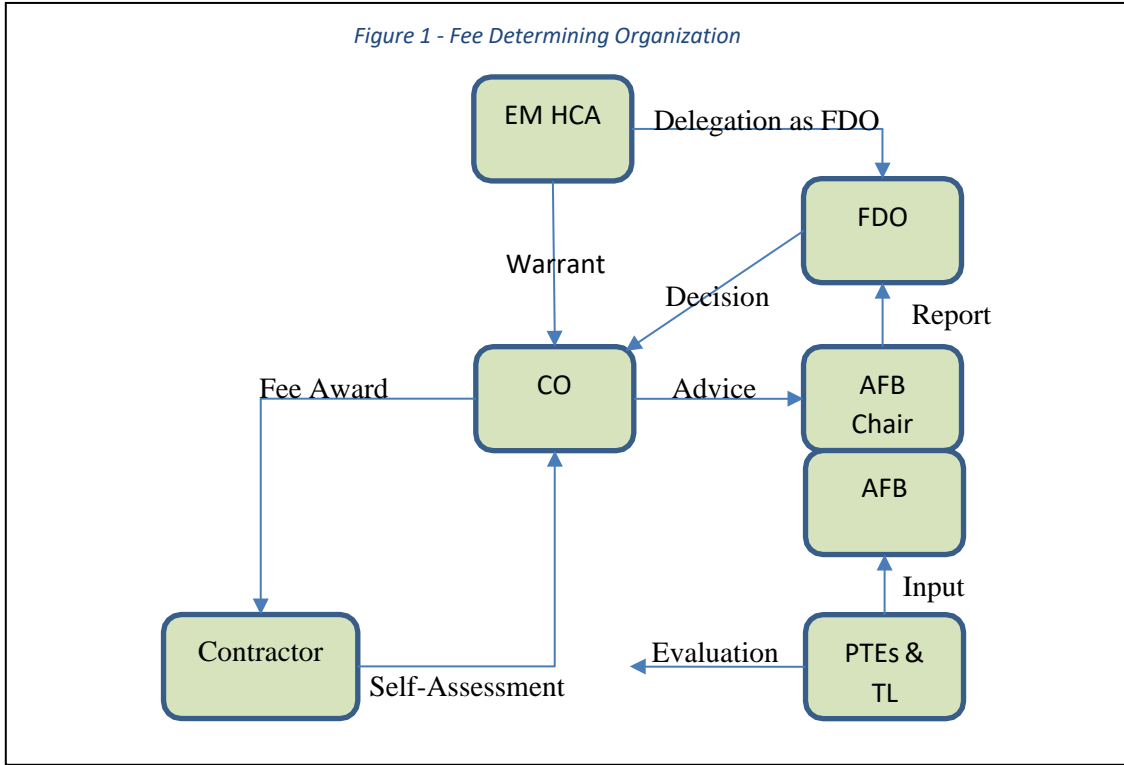 Figure 1 - Fee Determining Organization
EM HCA
Delegation as FDO
FDO
Warrant
Decision
Report
Fee Award
CO
Advice
AFB
Chair
AFB
Input
Contractor
Self-Assessment
Evaluation
PTEs &
TL